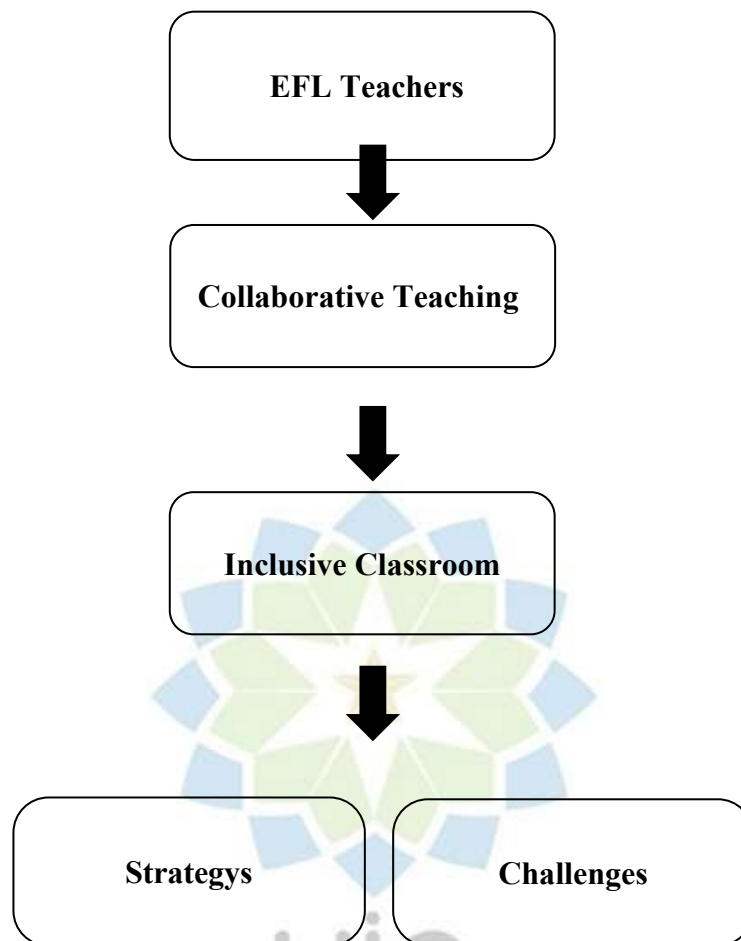 EFL Teachers
Collaborative Teaching
Inclusive Classroom
Strategys
Challenges